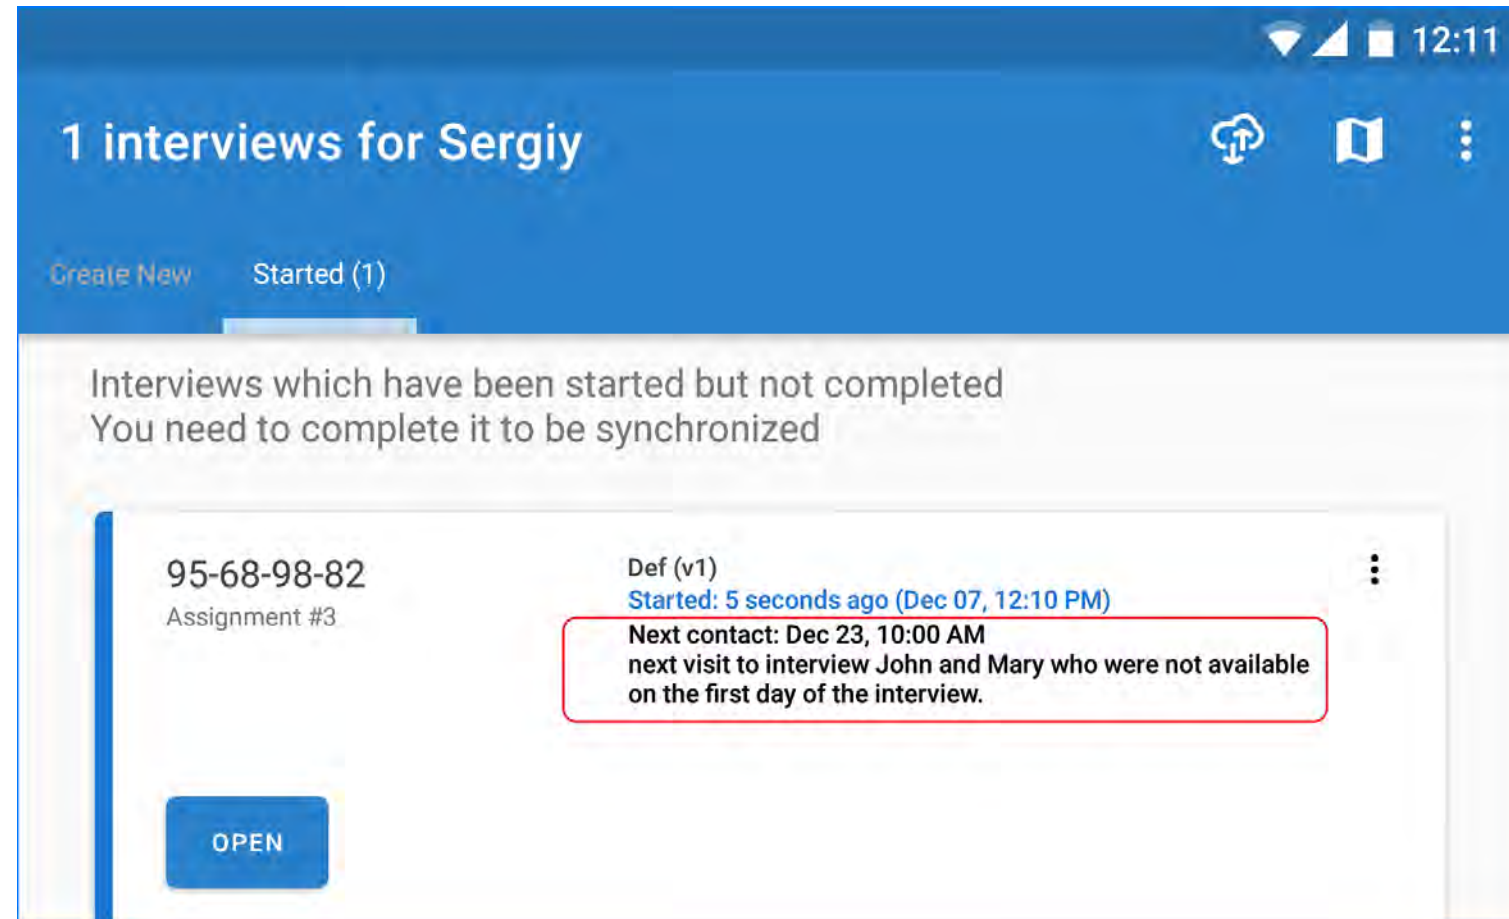 12:11
1 interviews for Sergiy
Create New Started (1)
Interviews which have been started but not completed
You need to complete it to be synchronized
95-68-98-82
Assignment #3
Def (v1)
Started: 5 seconds ago (Dec 07, 12:10 PM)
Next contact: Dec 23, 10:00 AM
next visit to interview John and Mary who were not available
on the first day of the interview.
OPEN